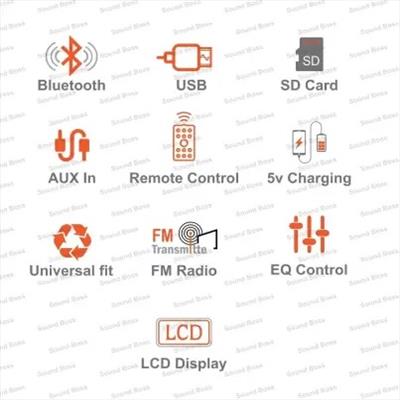 Bluetooth
USB
SD
SD Card
AUX In
Remote Control
5v Charging
Universal fit
FM
Transmitte
FM Radio
EQ Control
LCD
LCD Display
Sound Boss